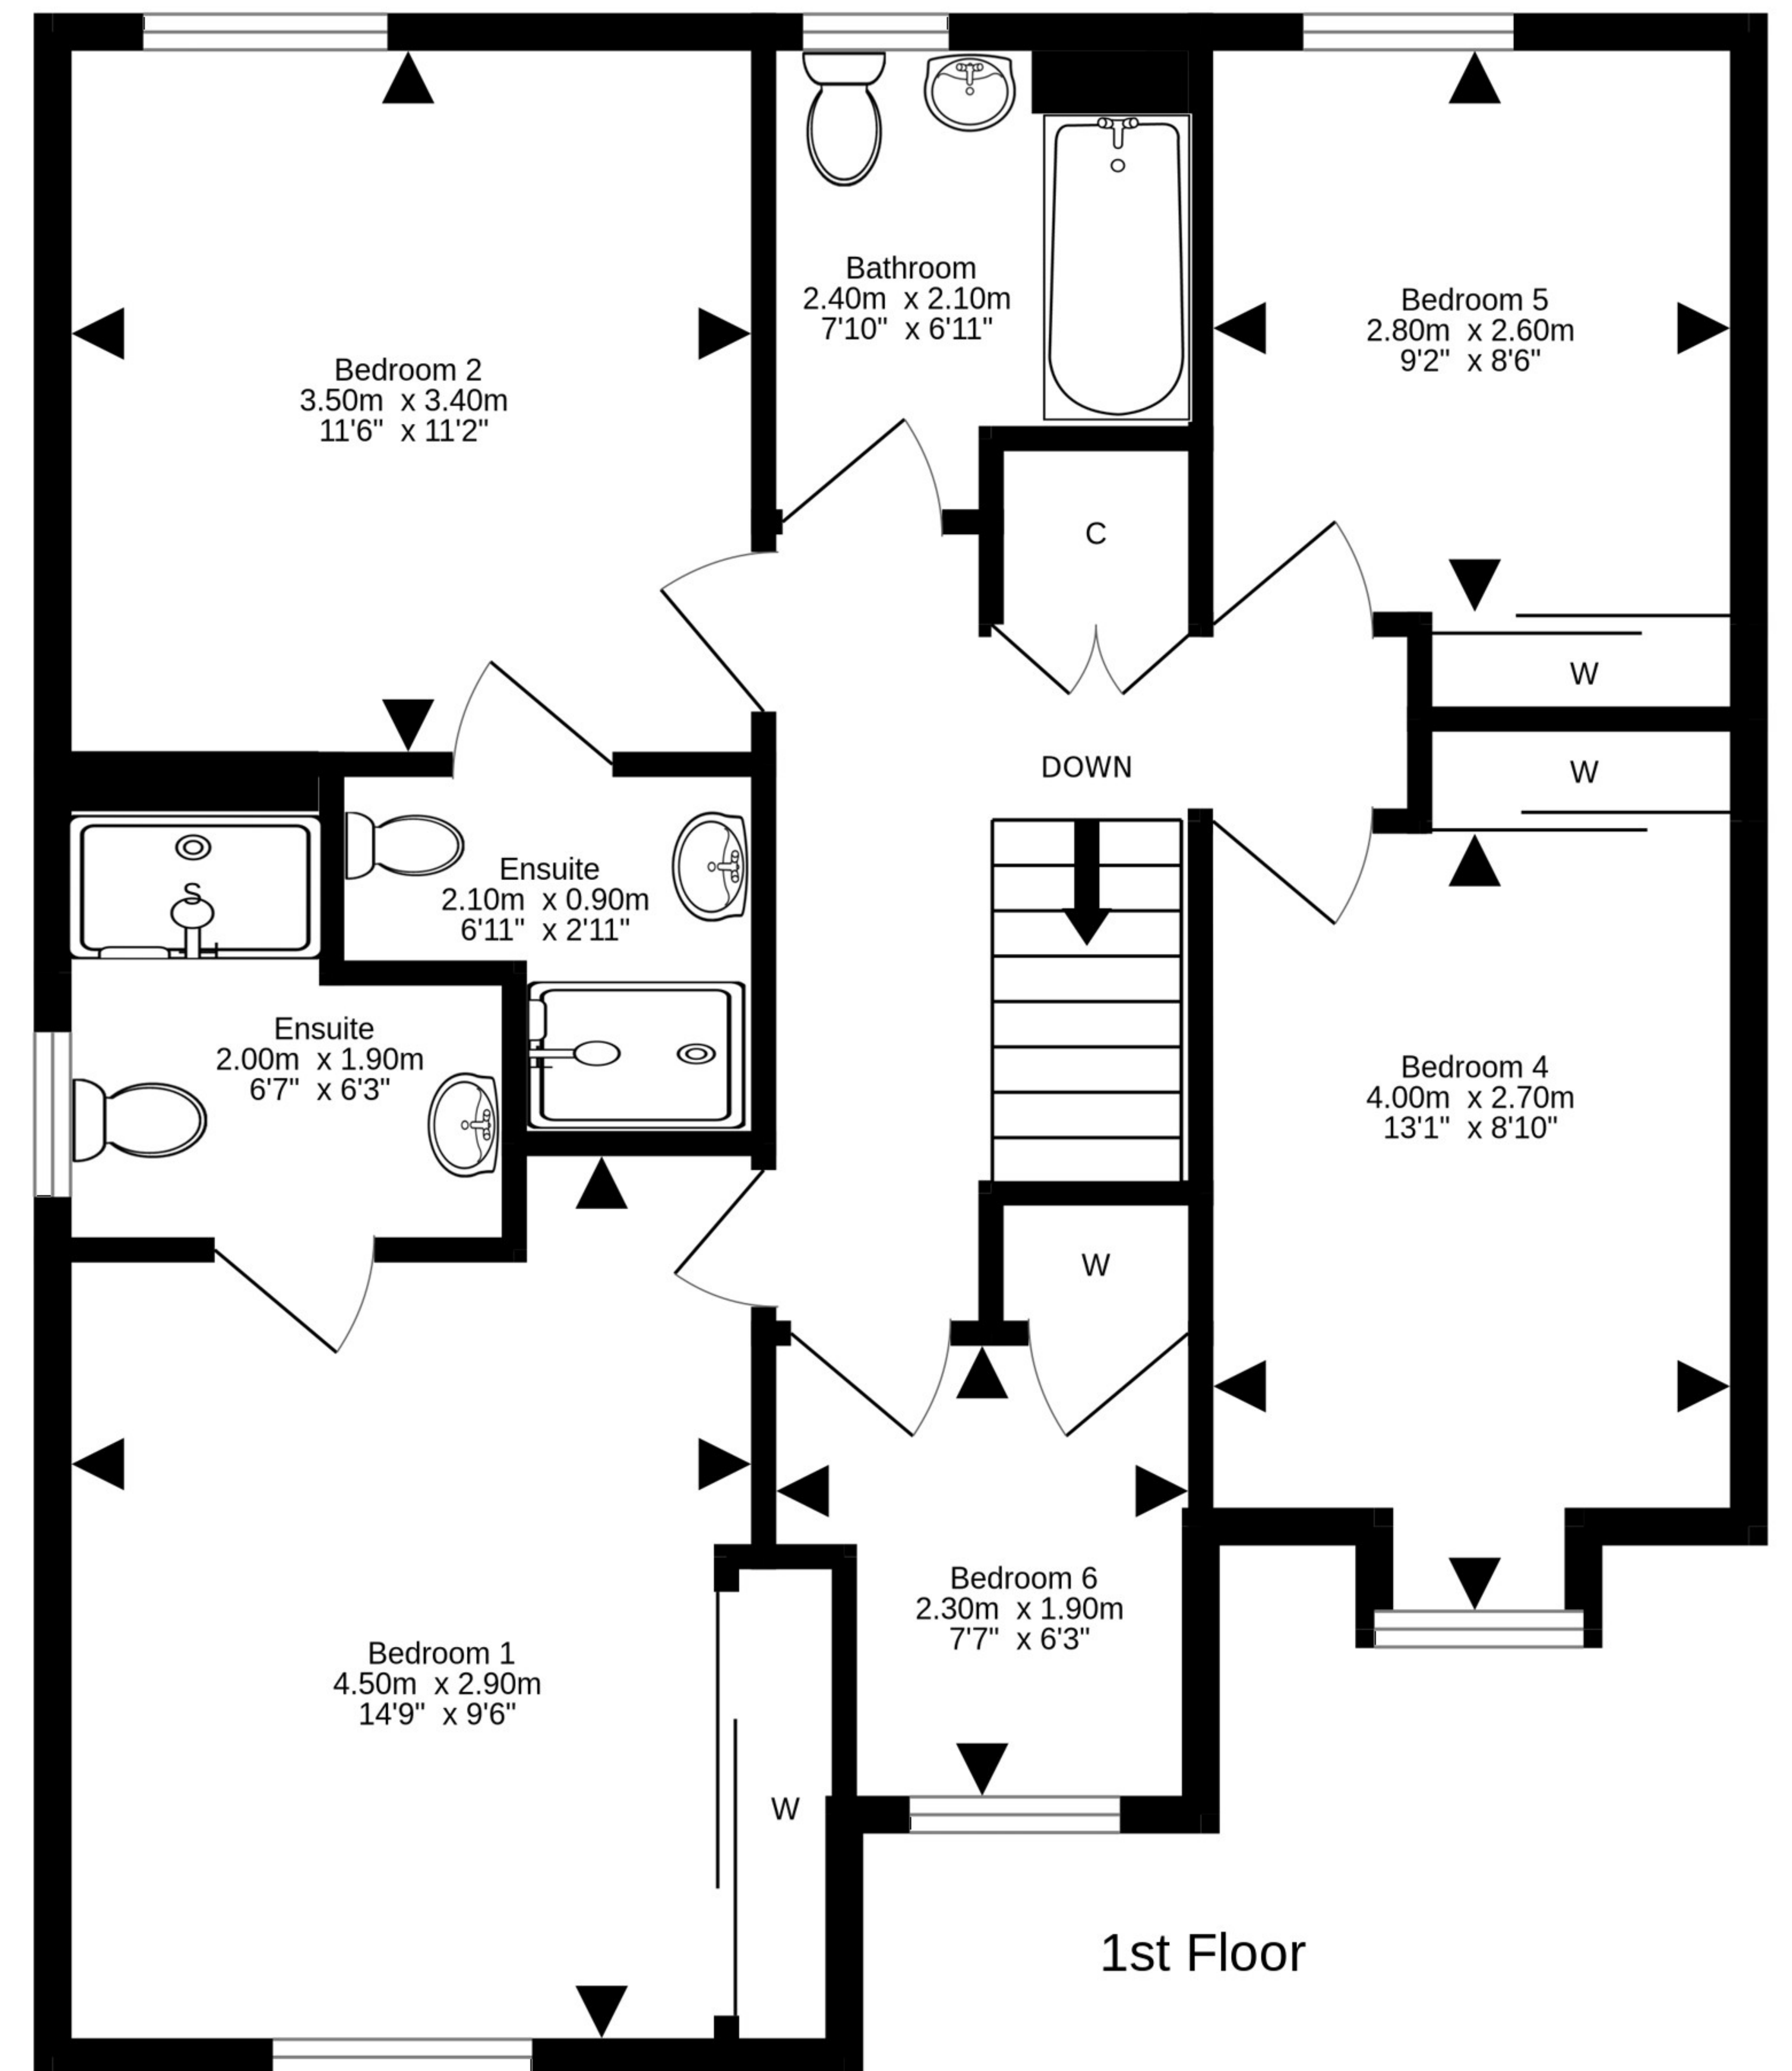 Bathroom
2.40m x 2.10m
7'10" x 6'11"
Bedroom 5
2.80m x 2.60m
9'2" x 8'6"
Bedroom 2
3.50m x 3.40m
11'6" x 11'2"
C
W
DOWN
W
Ensuite
2.10m x 0.90m
6'11" x 2'11"
S
Ensuite
2.00m x 1.90m
6'7" x 6'3"
Bedroom 4
4.00m x 2.70m
13'1" x 8'10"
W
Bedroom 6
2.30m x 1.90m
7'7" x 6'3"
Bedroom 1
4.50m x 2.90m
14'9" x 9'6"
W
1st Floor